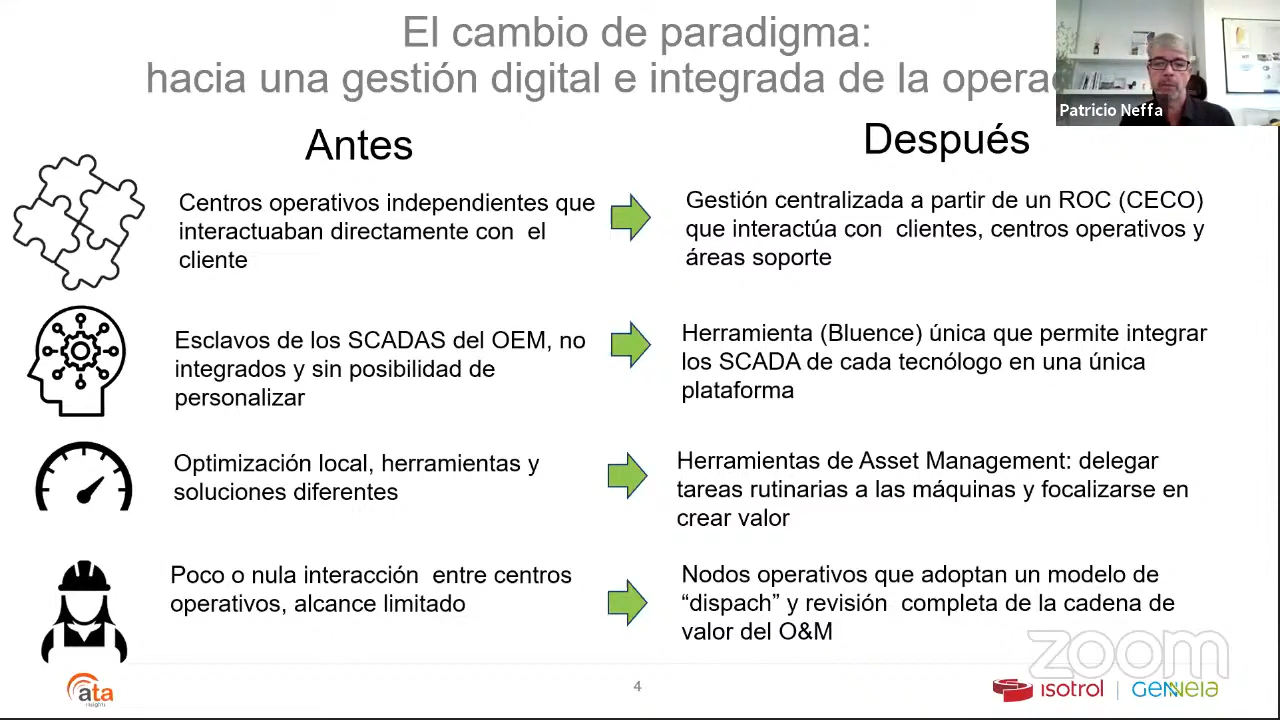 El cambio de paradigma:
hacia una gestión digital e integrada de la opera
Patricio Neffa
Antes
Después
Centros operativos independientes que
interactuaban directamente con el
cliente
Gestión centralizada a partir de un ROC (CECO)
que interactúa con clientes, centros operativos y
áreas soporte
Esclavos de los SCADAS del OEM, no
integrados y sin posibilidad de
personalizar
Herramienta (Bluence) única que permite integrar
los SCADA de cada tecnólogo en una única
plataforma
Optimización local, herramientas y
soluciones diferentes
Herramientas de Asset Management: delegar
tareas rutinarias a las máquinas y focalizarse en
crear valor
Poco o nula interacción entre centros
operativos, alcance limitado
Nodos operativos que adoptan un modelo de
“dispach” y revisión completa de la cadena de
valor del O&M
zoom
ata
insights
4
isotrol | GENNEIA